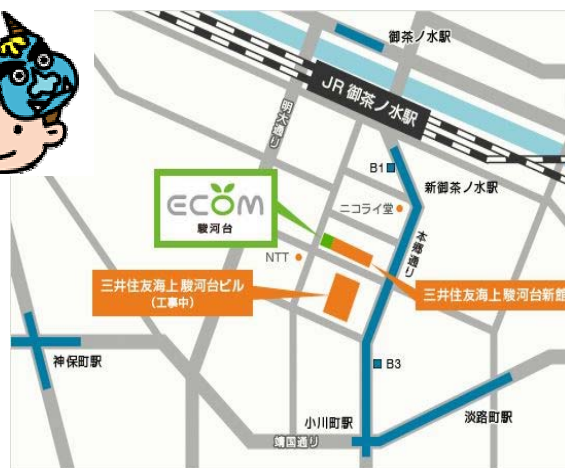 御茶ノ水駅
JR 御茶ノ水駅
明大通り
B1
新御茶ノ水駅
ECOM
駿河台
ニコライ堂
本郷通り
NTT
三井住友海上 駿河台ビル
(工事中)
三井住友海上 駿河台新館
神保町駅
B3
小川町駅
淡路町駅
靖国通り